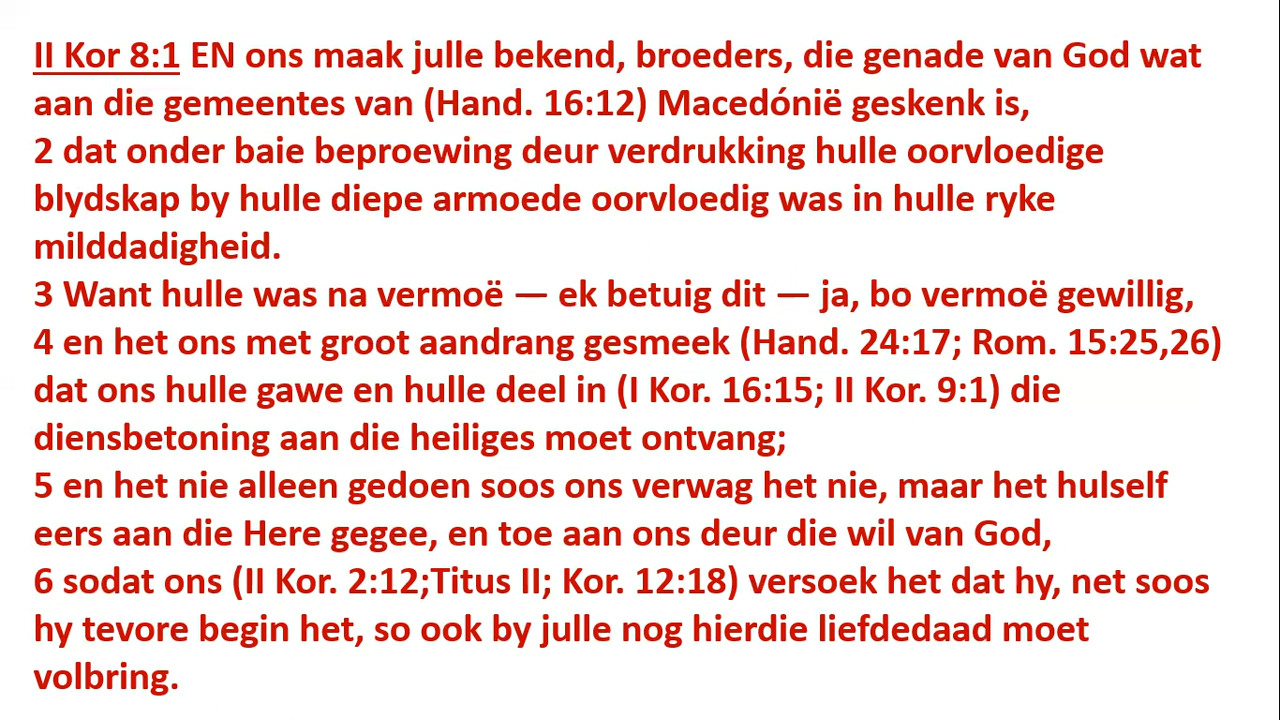 II Kor 8:1 EN ons maak julle bekend, broeders, die genade van God wat
aan die gemeentes van (Hand. 16:12) Macedónië geskenk is,
2 dat onder baie beproewing deur verdrukking hulle oorvloedige
blydskap by hulle diepe armoede oorvloedig was in hulle ryke
milddadigheid.
3 Want hulle was na vermoë — ek betuig dit — ja, bo vermoë gewillig,
4 en het ons met groot aandrang gesmeek (Hand. 24:17; Rom. 15:25,26)
dat ons hulle gawe en hulle deel in (I Kor. 16:15; II Kor. 9:1) die
diensbetoning aan die heiliges moet ontvang;
5 en het nie alleen gedoen soos ons verwag het nie, maar het hulself
eers aan die Here gegee, en toe aan ons deur die wil van God,
6 sodat ons (II Kor. 2:12;Titus II; Kor. 12:18) versoek het dat hy, net soos
hy tevore begin het, so ook by julle nog hierdie liefdedaad moet
volbring.